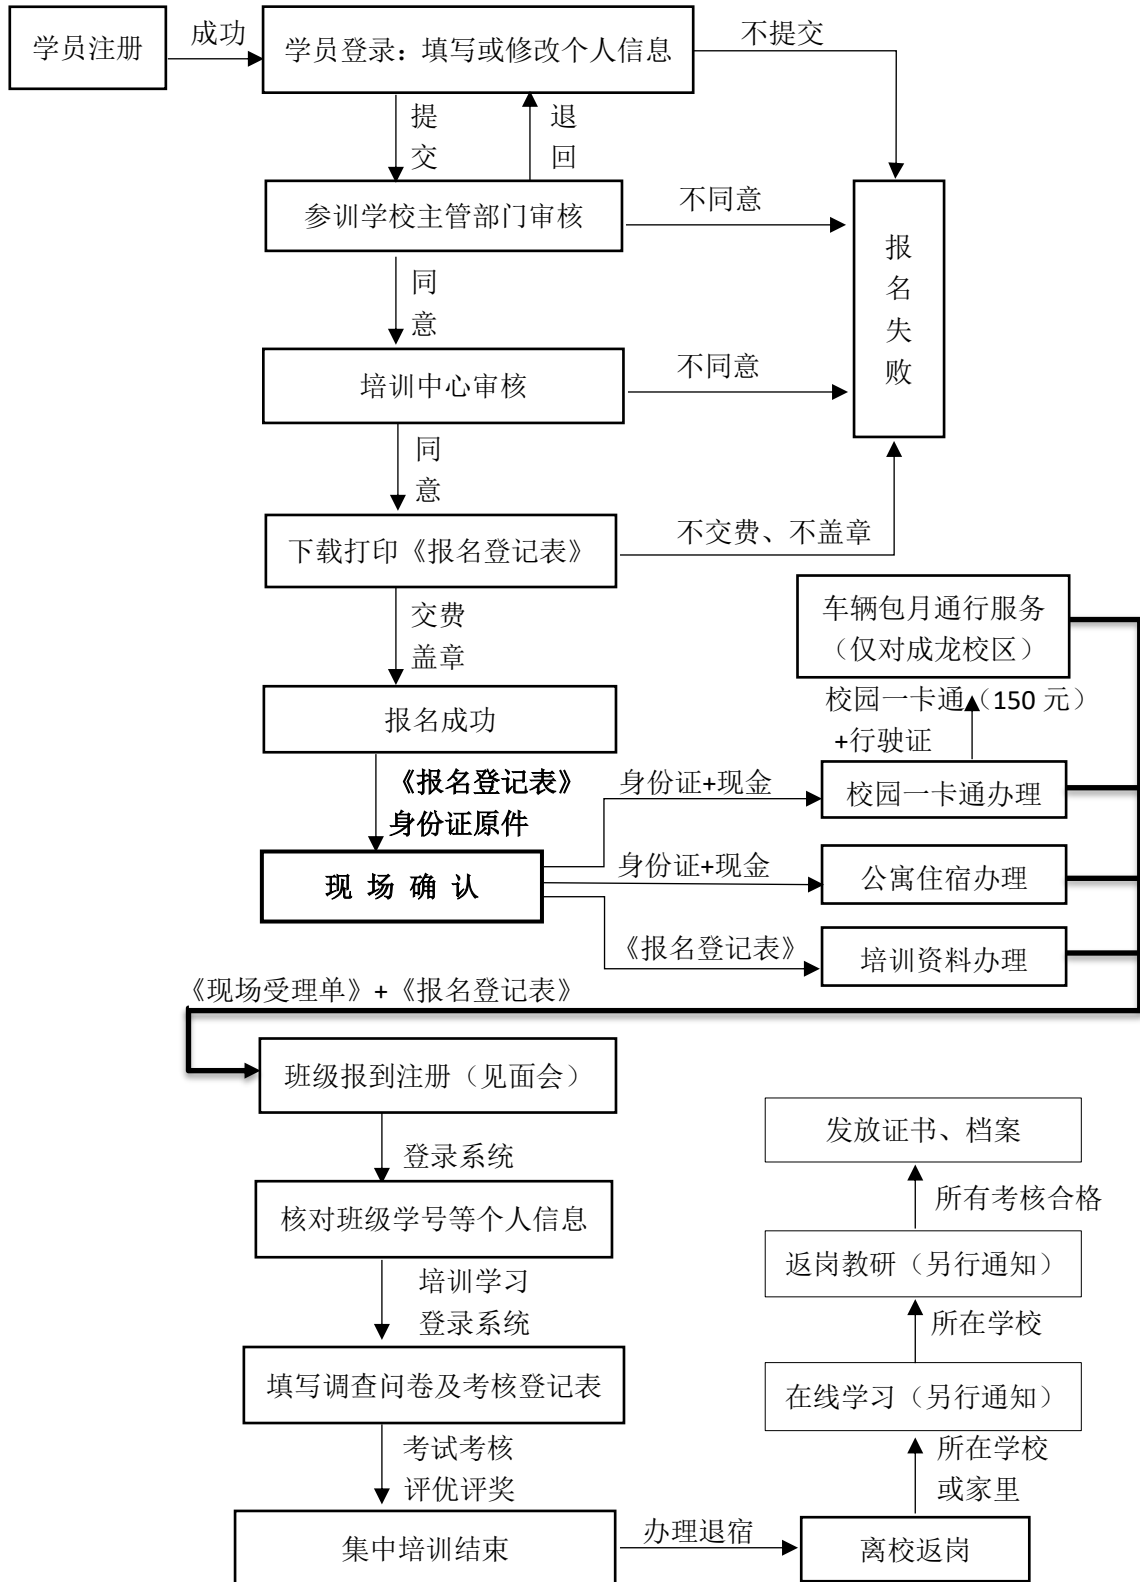 学员注册
成功
学员登录：填写或修改个人信息
不提交
提
交
退
回
参训学校主管部门审核
不同意
报
名
失
败
同
意
培训中心审核
不同意
同
意
下载打印《报名登记表》
不交费、不盖章
交费
盖章
车辆包月通行服务
（仅对成龙校区）
报名成功
校园一卡通（150 元）
+行驶证
《报名登记表》
身份证原件
身份证+现金
校园一卡通办理
现 场 确 认
身份证+现金
公寓住宿办理
《报名登记表》
培训资料办理
《现场受理单》+《报名登记表》
班级报到注册（见面会）
登录系统
核对班级学号等个人信息
培训学习
登录系统
填写调查问卷及考核登记表
考试考核
评优评奖
集中培训结束
办理退宿
离校返岗
所在学校
或家里
在线学习（另行通知）
所在学校
返岗教研（另行通知）
所有考核合格
发放证书、档案